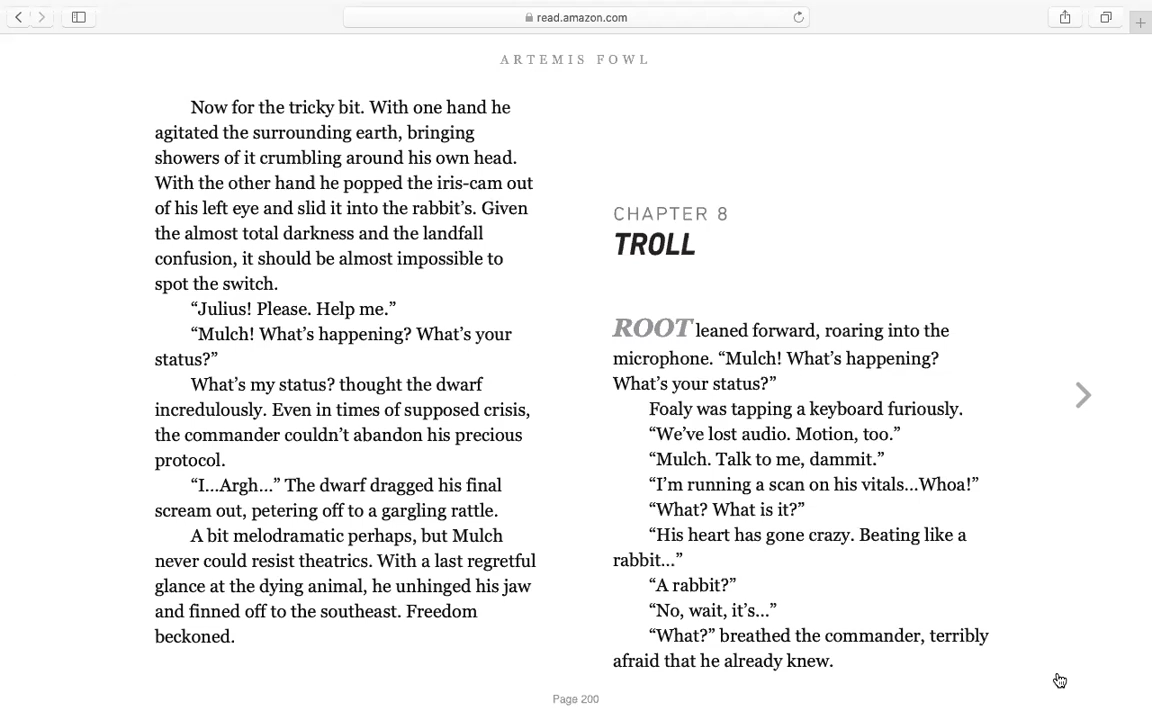 read.amazon.com
ARTEMIS FOWL
Now for the tricky bit. With one hand he
agitated the surrounding earth, bringing
showers of it crumbling around his own head.
With the other hand he popped the iris-cam out
of his left eye and slid it into the rabbit’s. Given
the almost total darkness and the landfall
confusion, it should be almost impossible to
spot the switch.
“Julius! Please. Help me.”
“Mulch! What’s happening? What’s your
status?”
What’s my status? thought the dwarf
incredulously. Even in times of supposed crisis,
the commander couldn’t abandon his precious
protocol.
“I...Argh...” The dwarf dragged his final
scream out, petering off to a gargling rattle.
A bit melodramatic perhaps, but Mulch
never could resist theatrics. With a last regretful
glance at the dying animal, he unhinged his jaw
and finned off to the southeast. Freedom
beckoned.
CHAPTER 8
TROLL
ROOT leaned forward, roaring into the
microphone. “Mulch! What’s happening?
What’s your status?”
Foaly was tapping a keyboard furiously.
“We’ve lost audio. Motion, too.”
“Mulch. Talk to me, dammit.”
“I’m running a scan on his vitals...Whoa!”
“What? What is it?”
“His heart has gone crazy. Beating like a
rabbit...”
“A rabbit?”
“No, wait, it’s...”
“What?” breathed the commander, terribly
afraid that he already knew.
Page 200